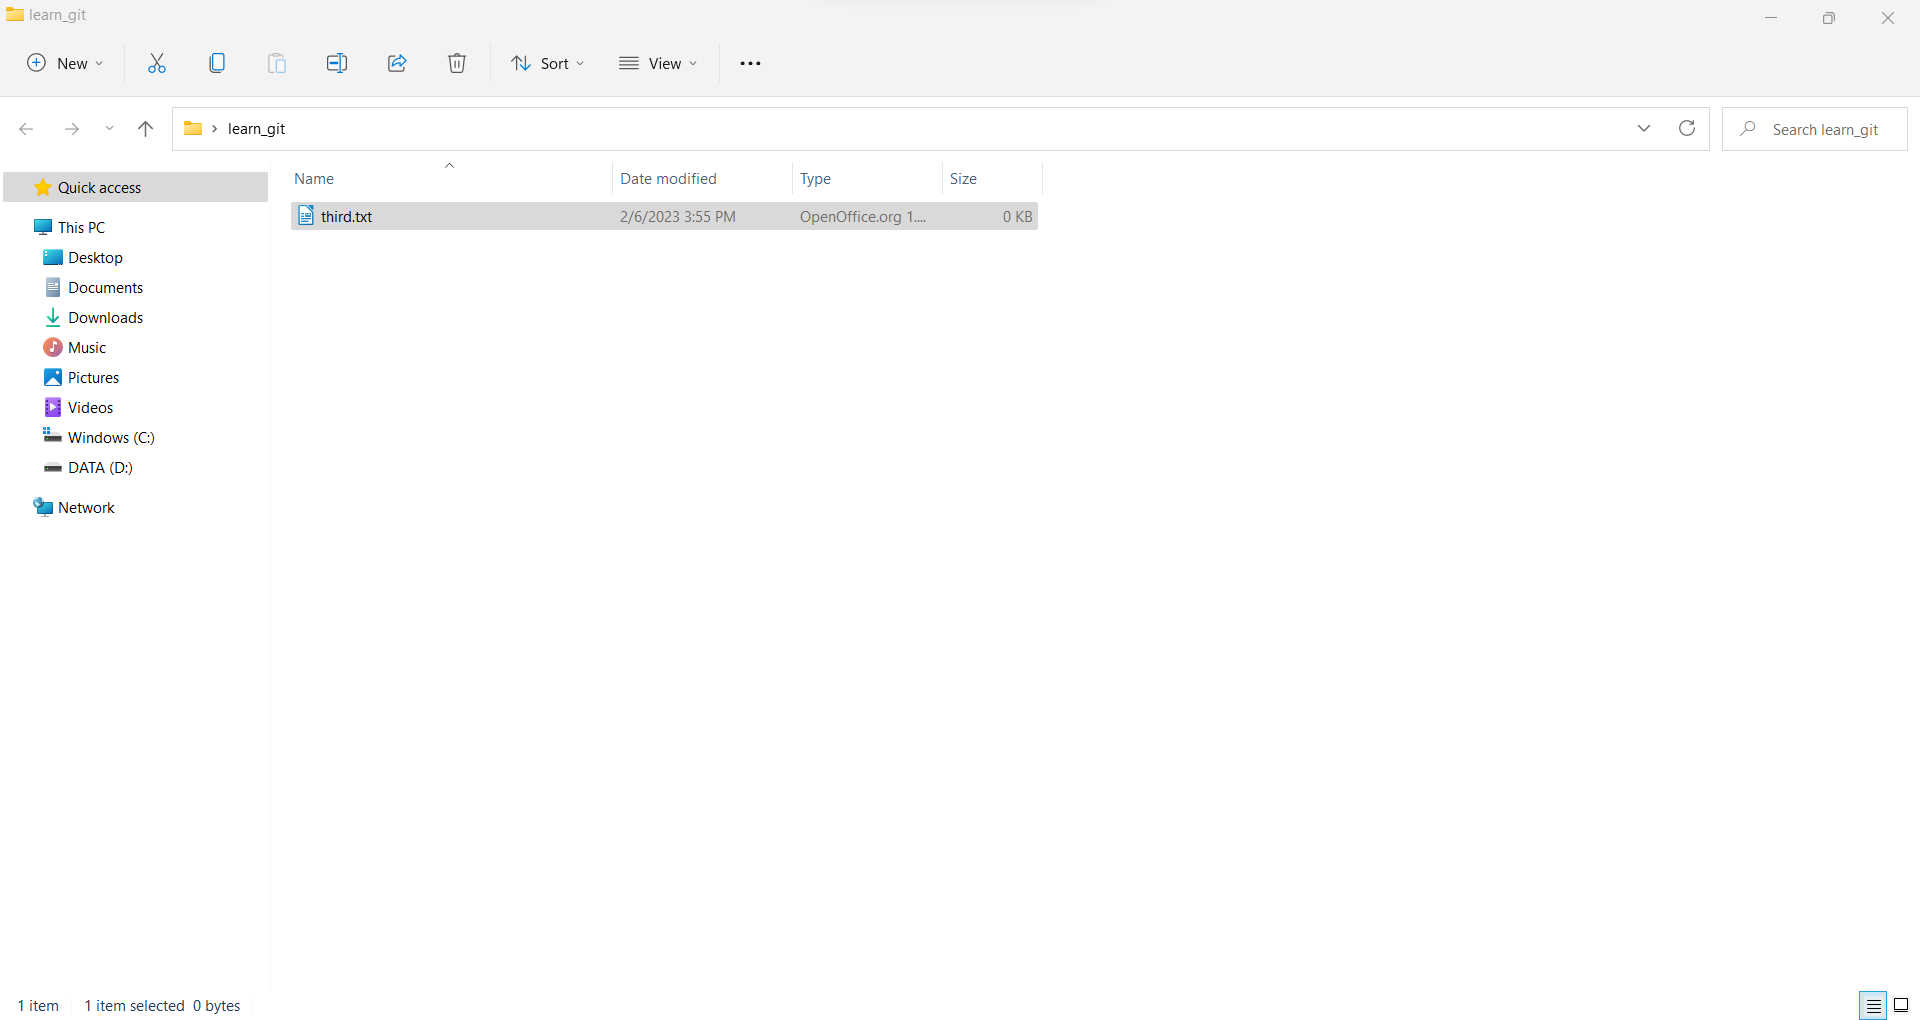 learn_git
New
Sort
View
learn_git
Search learn_git
Name Date modified Type Size
third.txt 2/6/2023 3:55 PM OpenOffice.org 1.... 0 KB
Quick access
This PC
Desktop
Documents
Downloads
Music
Pictures
Videos
Windows (C:)
DATA (D:)
Network
1 item 1 item selected 0 bytes